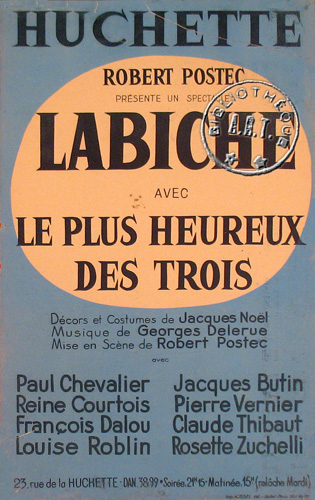 HUCHETTE
ROBERT POSTEC
PRÉSENTE UN
LABICHE
BIBLIOTHÈQUE
A.R.T.
AVEC
LE PLUS HEUREUX
DES TROIS
Décors et Costumes de Jacques Noël
Musique de Georges Delerue
Mise en Scène de Robert Postec
avec
Paul Chevalier Jacques Butin
Reine Courtois Pierre Vernier
François Dalou Claude Thibaut
Louise Roblin Rosette Zuchelli
23, rue de la HUCHETTE - DAN. 38.99 * Soirée. 21H15 - Matinée. 15H (relâche Mardi)